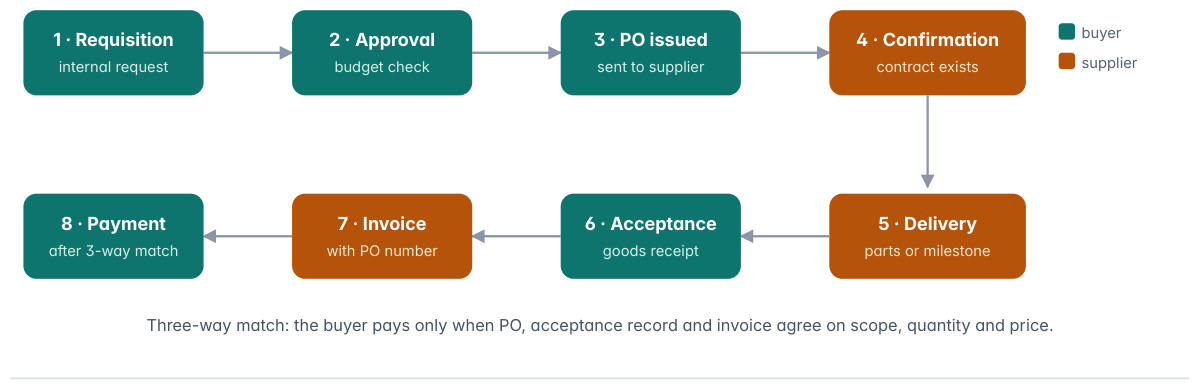 1 · Requisition
internal request
2 · Approval
budget check
3 · PO issued
sent to supplier
4 · Confirmation
contract exists
buyer
supplier
8 · Payment
after 3-way match
7 · Invoice
with PO number
6 · Acceptance
goods receipt
5 · Delivery
parts or milestone
Three-way match: the buyer pays only when PO, acceptance record and invoice agree on scope, quantity and price.